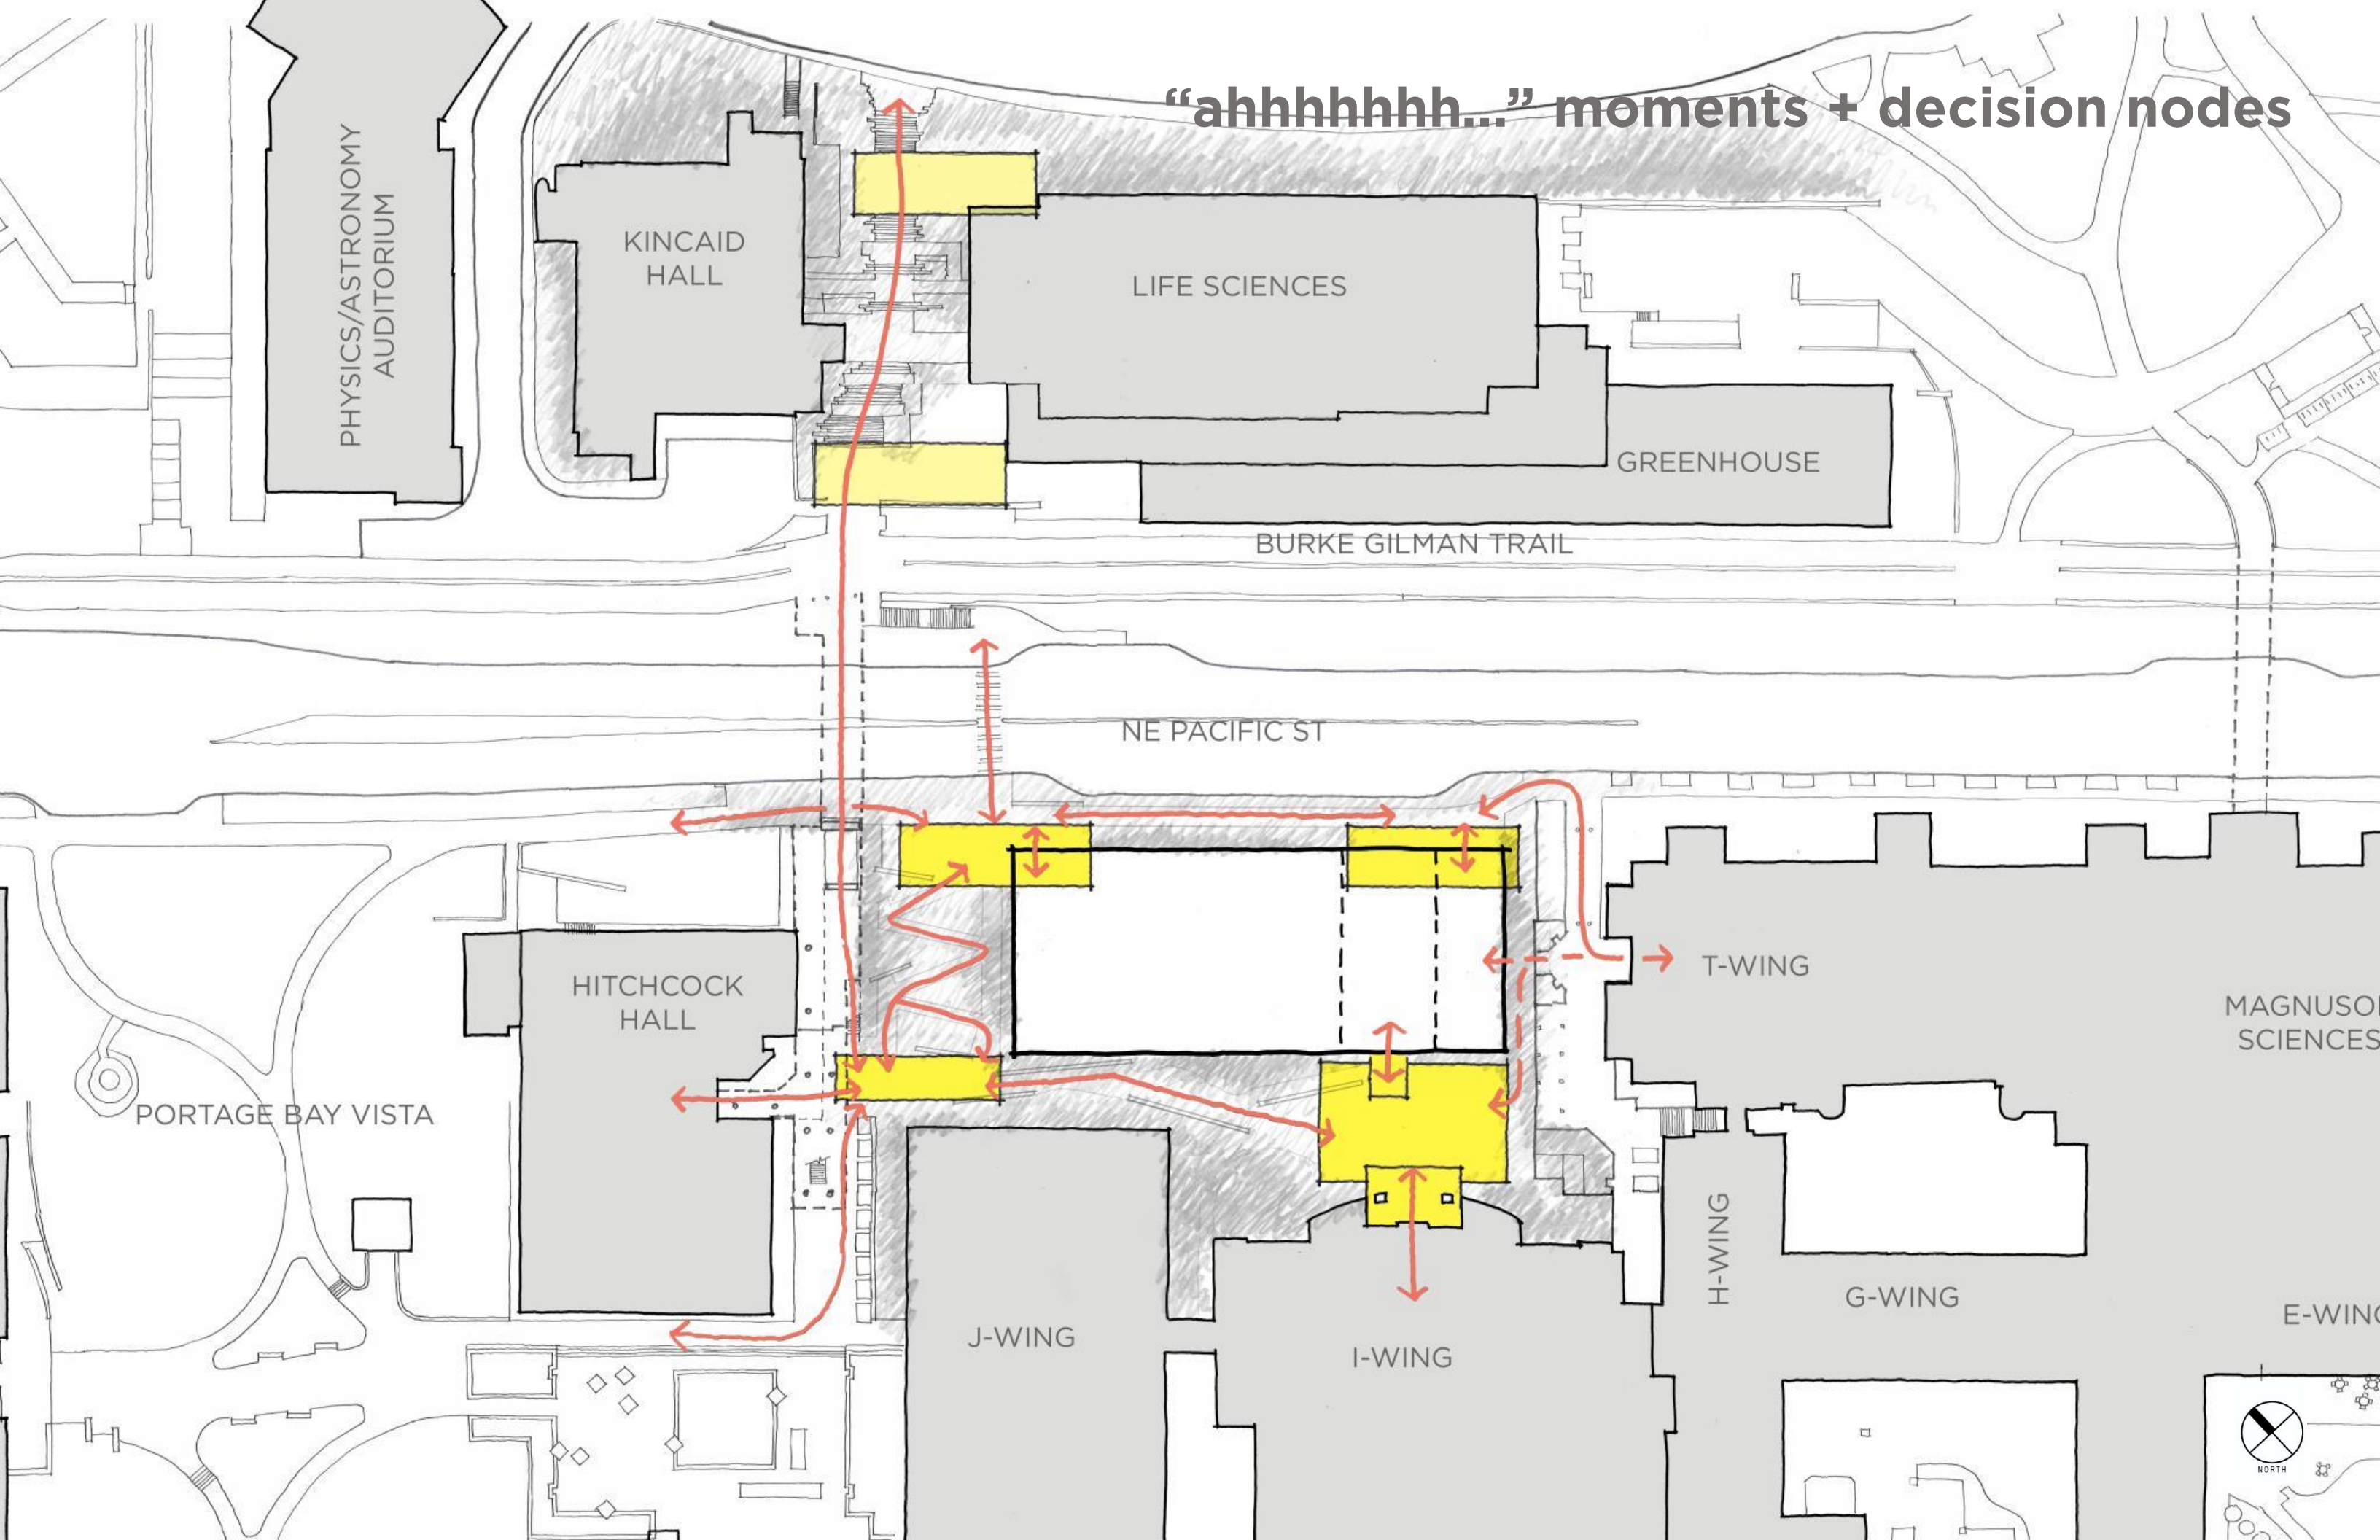 “ahhhhhhh...” moments + decision nodes
PHYSICS/ASTRONOMY
AUDITORIUM
KINCAID
HALL
LIFE SCIENCES
GREENHOUSE
BURKE GILMAN TRAIL
NE PACIFIC ST
HITCHCOCK
HALL
T-WING
MAGNUSO
SCIENCES
PORTAGE BAY VISTA
H-WING
G-WING
E-WING
J-WING
I-WING
NORTH